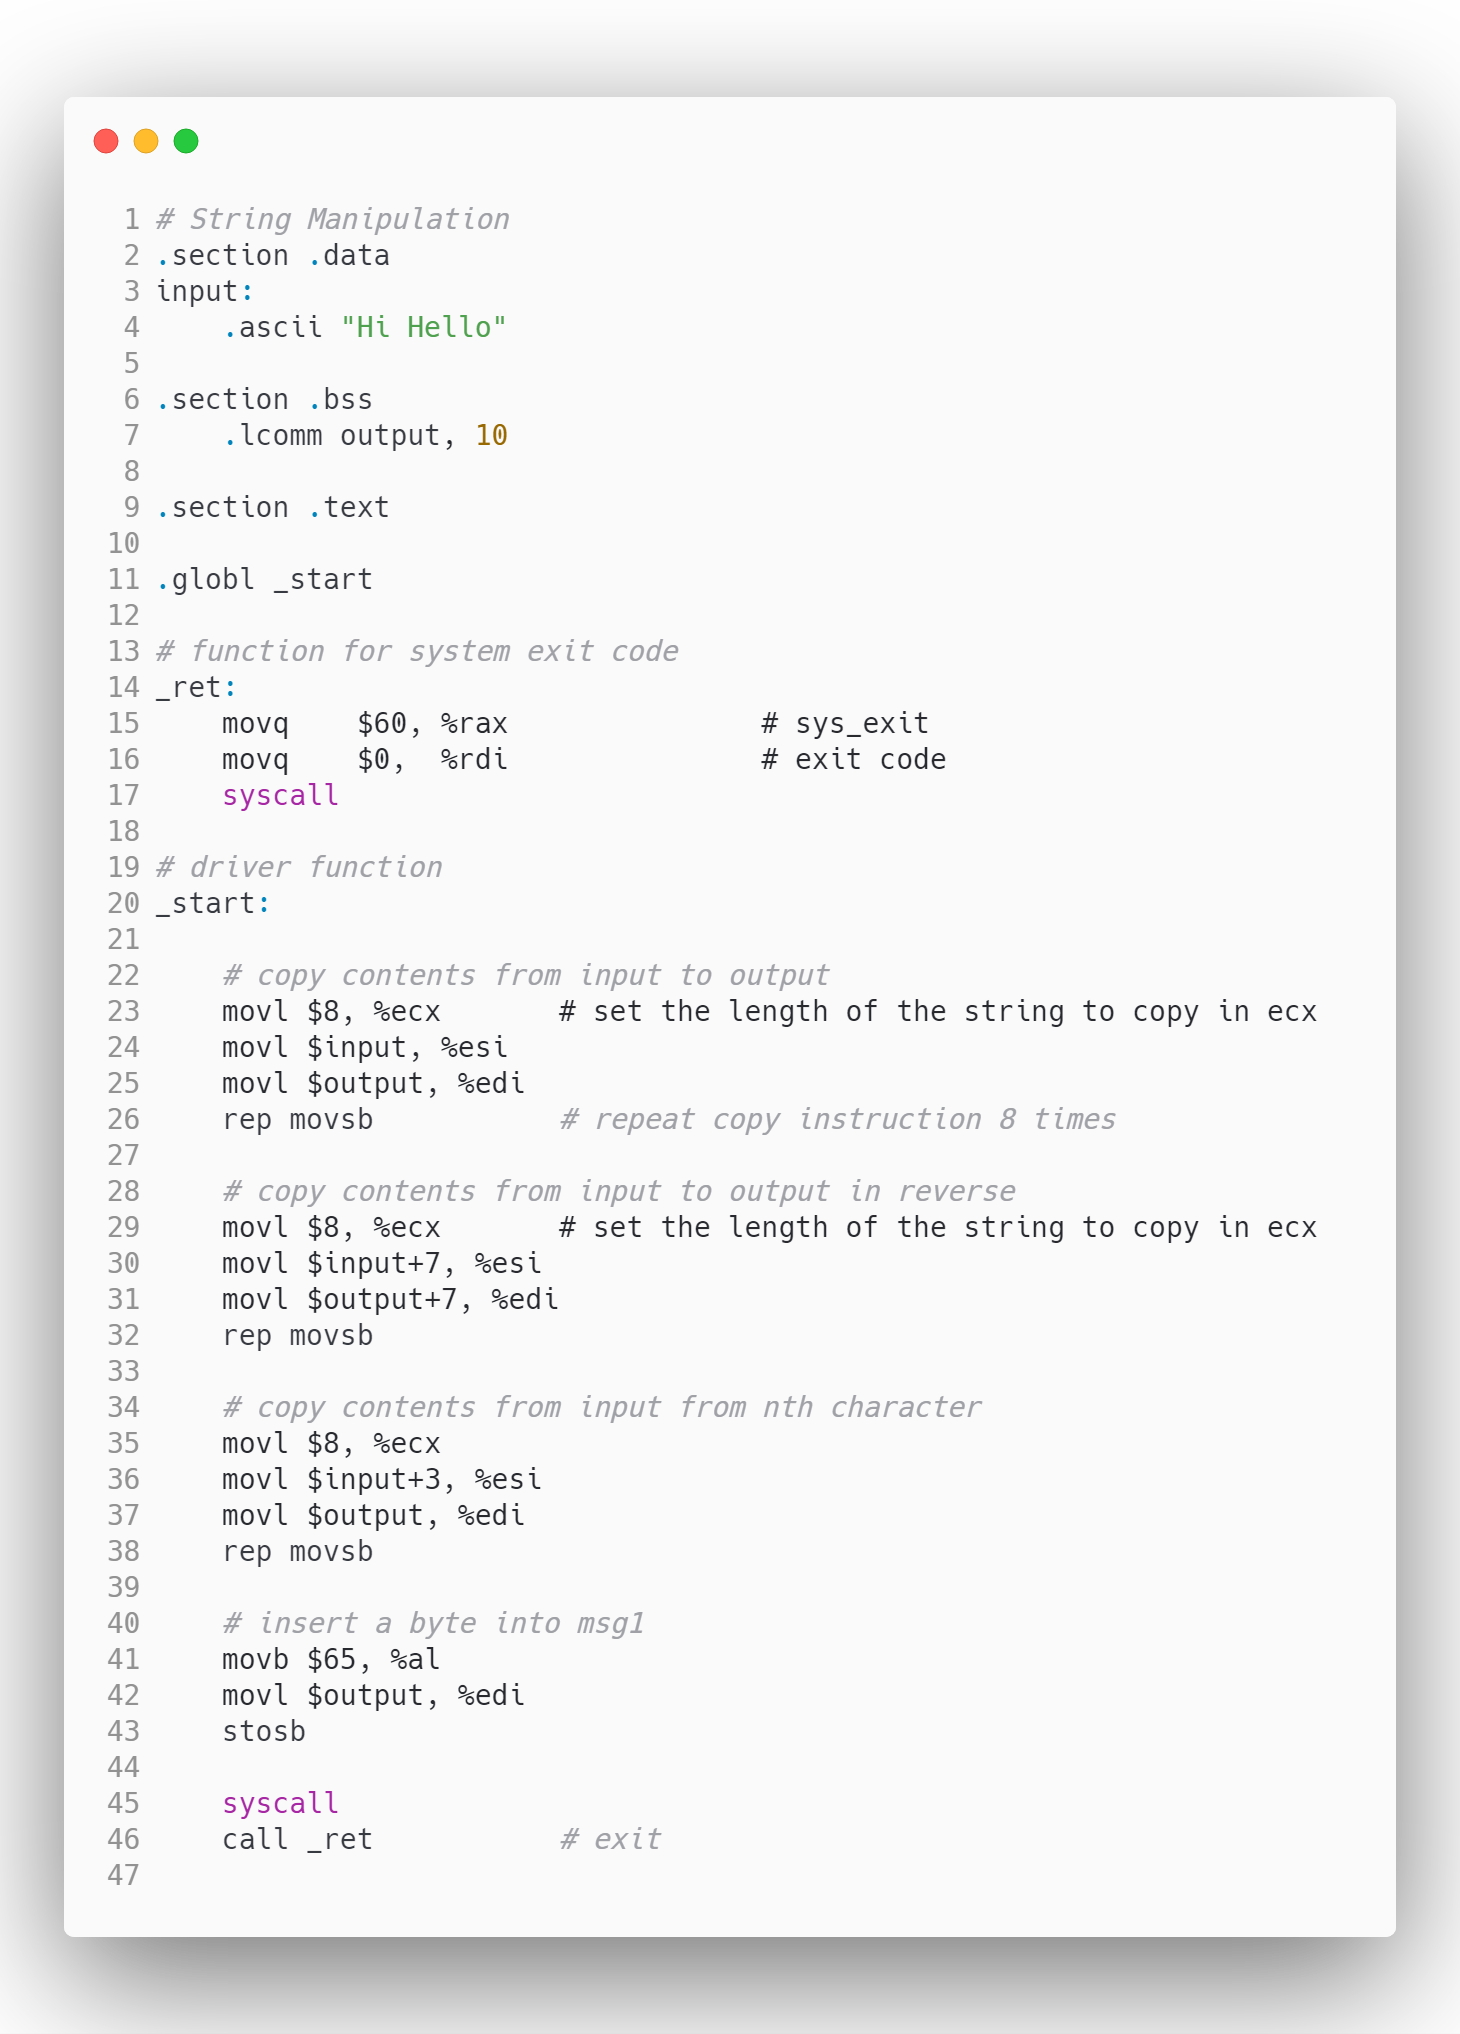 1 # String Manipulation
2 .section .data
3 input:
4     .ascii "Hi Hello"
5
6 .section .bss
7     .lcomm output, 10
8
9 .section .text
10
11 .globl _start
12
13 # function for system exit code
14 _ret:
15     movq    $60, %rax               # sys_exit
16     movq    $0,  %rdi               # exit code
17     syscall
18
19 # driver function
20 _start:
21
22     # copy contents from input to output
23     movl $8, %ecx       # set the length of the string to copy in ecx
24     movl $input, %esi
25     movl $output, %edi
26     rep movsb           # repeat copy instruction 8 times
27
28     # copy contents from input to output in reverse
29     movl $8, %ecx       # set the length of the string to copy in ecx
30     movl $input+7, %esi
31     movl $output+7, %edi
32     rep movsb
33
34     # copy contents from input from nth character
35     movl $8, %ecx
36     movl $input+3, %esi
37     movl $output, %edi
38     rep movsb
39
40     # insert a byte into msg1
41     movb $65, %al
42     movl $output, %edi
43     stosb
44
45     syscall
46     call _ret           # exit
47